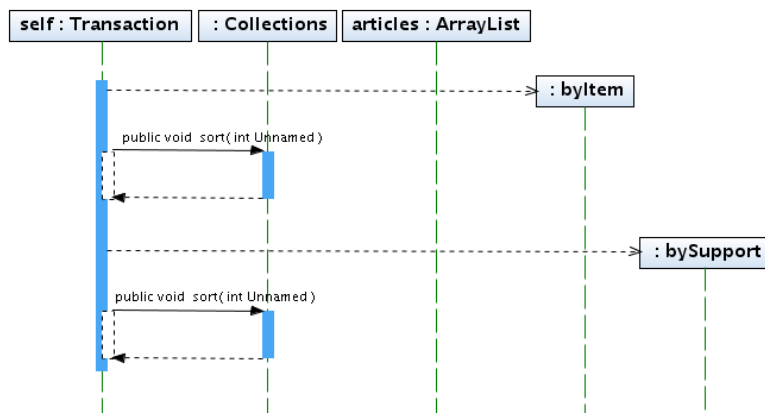 self : Transaction
: Collections
articles : ArrayList
: byItem
public void sort( int Unnamed )
: bySupport
public void sort( int Unnamed )